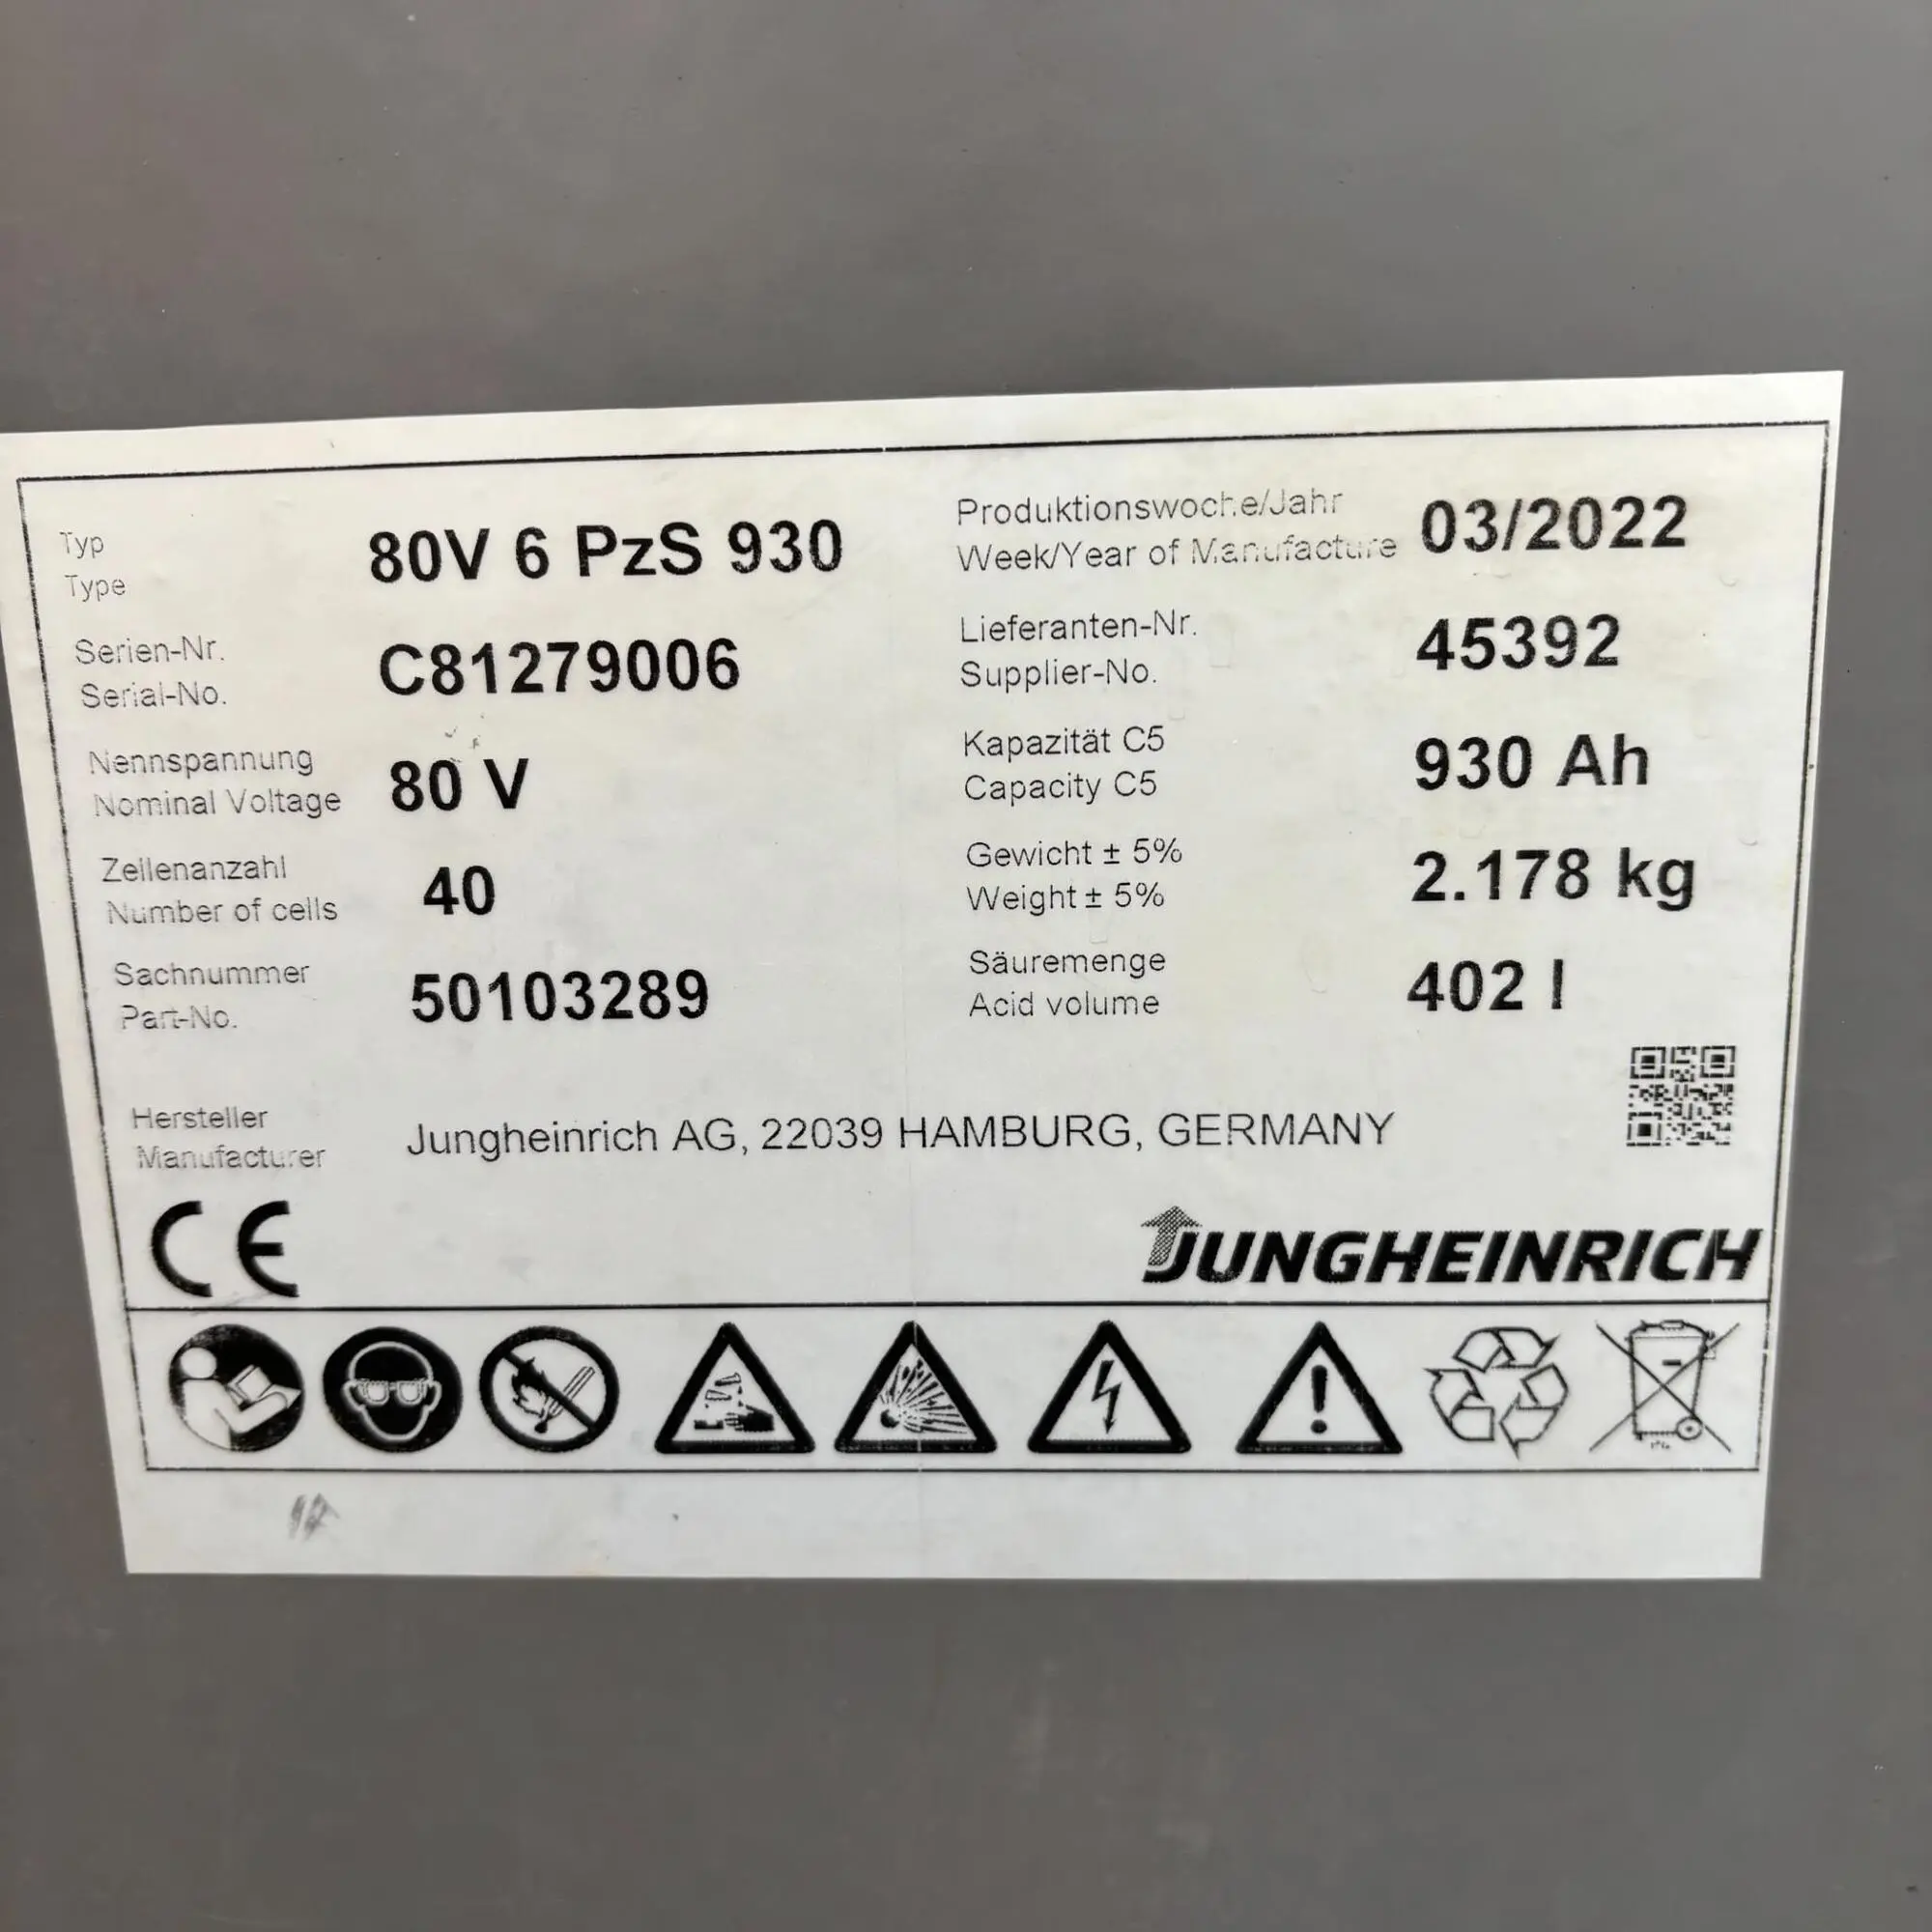 Typ
Type
80V 6 PzS 930
Serien-Nr.
Serial-No.
C81279006
Nennspannung
Nominal Voltage
80 V
Zellenanzahl
Number of cells
40
Sachnummer
Part-No.
50103289
Produktionswoche/Jahr
Week/Year of Manufacture
03/2022
Lieferanten-Nr.
Supplier-No.
45392
Kapazität C5
Capacity C5
930 Ah
Gewicht ± 5%
Weight ± 5%
2.178 kg
Säuremenge
Acid volume
402 l
Hersteller
Manufacturer
Jungheinrich AG, 22039 HAMBURG, GERMANY
CE
JUNGHEINRICH